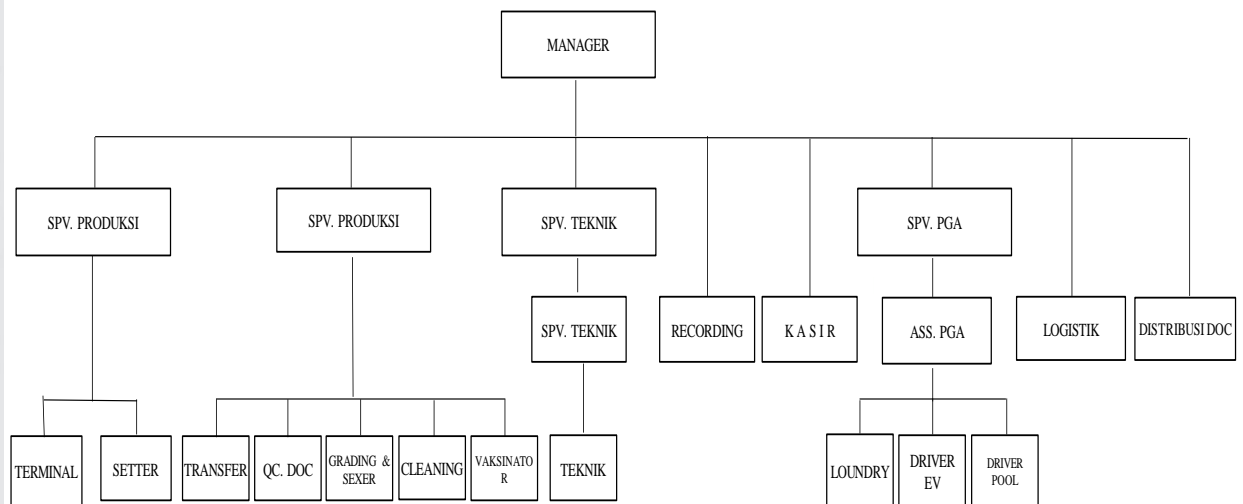 MANAGER
SPV. PRODUKSI
SPV. PRODUKSI
SPV. TEKNIK
SPV. PGA
SPV. TEKNIK
RECORDING
K A S I R
ASS. PGA
LOGISTIK
DISTRIBUSI DOC
TERMINAL
SETTER
TRANSFER
QC. DOC
GRADING &
SEXER
CLEANING
VAKSINATO
R
TEKNIK
LOUNDRY
DRIVER
EV
DRIVER
POOL